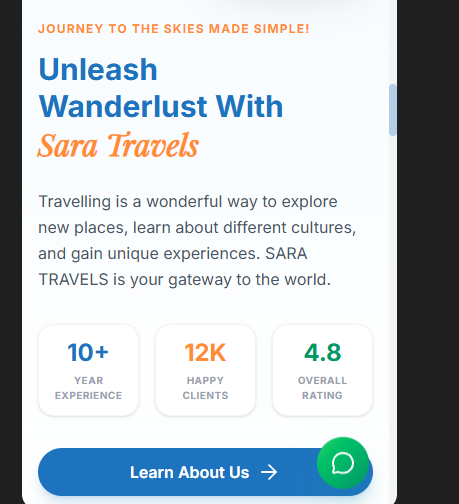 JOURNEY TO THE SKIES MADE SIMPLE!
Unleash
Wanderlust With
Sara Travels
Travelling is a wonderful way to explore
new places, learn about different cultures,
and gain unique experiences. SARA
TRAVELS is your gateway to the world.
10+
YEAR
EXPERIENCE
12K
HAPPY
CLIENTS
4.8
OVERALL
RATING
Learn About Us